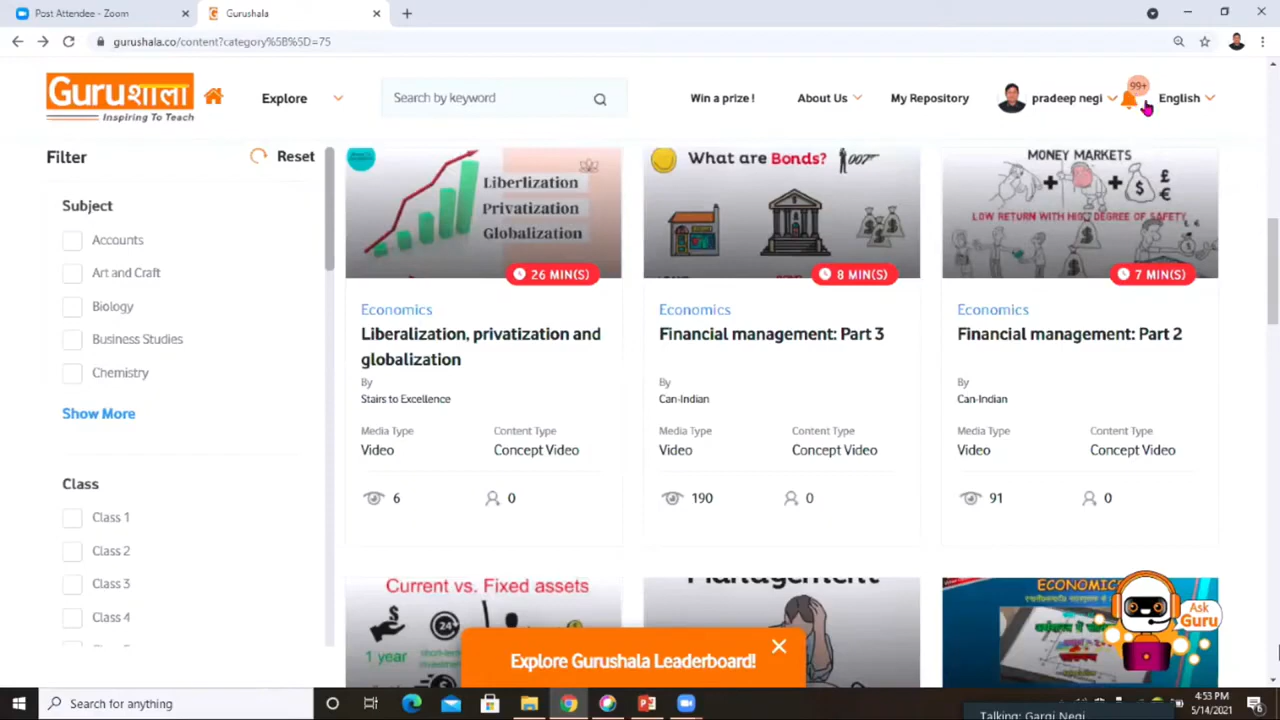 Post Attendee - Zoom
Gurushala
gurushala.co/content?category%5B%5D=75
Guruशाला
Inspiring To Teach
Explore
Search by keyword
Win a prize !
About Us
My Repository
pradeep negi
99+
English
Filter
Reset
Subject
Accounts
Art and Craft
Biology
Business Studies
Chemistry
Show More
Class
Class 1
Class 2
Class 3
Class 4
Liberlization
Privatization
Globalization
26 MIN(S)
Economics
Liberalization, privatization and
globalization
By
Stairs to Excellence
Media Type
Content Type
Video
Concept Video
6
0
What are Bonds?
007
8 MIN(S)
Economics
Financial management: Part 3
By
Can-Indian
Media Type
Content Type
Video
Concept Video
190
0
MONEY MARKETS
LOW RETURN WITH HIGH DEGREE OF SAFETY
7 MIN(S)
Economics
Financial management: Part 2
By
Can-Indian
Media Type
Content Type
Video
Concept Video
91
0
Current vs. Fixed assets
24
1 year
Management
ECONOMICS
Ask
Guru
Explore Gurushala Leaderboard!
Search for anything
4:53 PM
5/14/2021
6
Talking: Gargi Negi